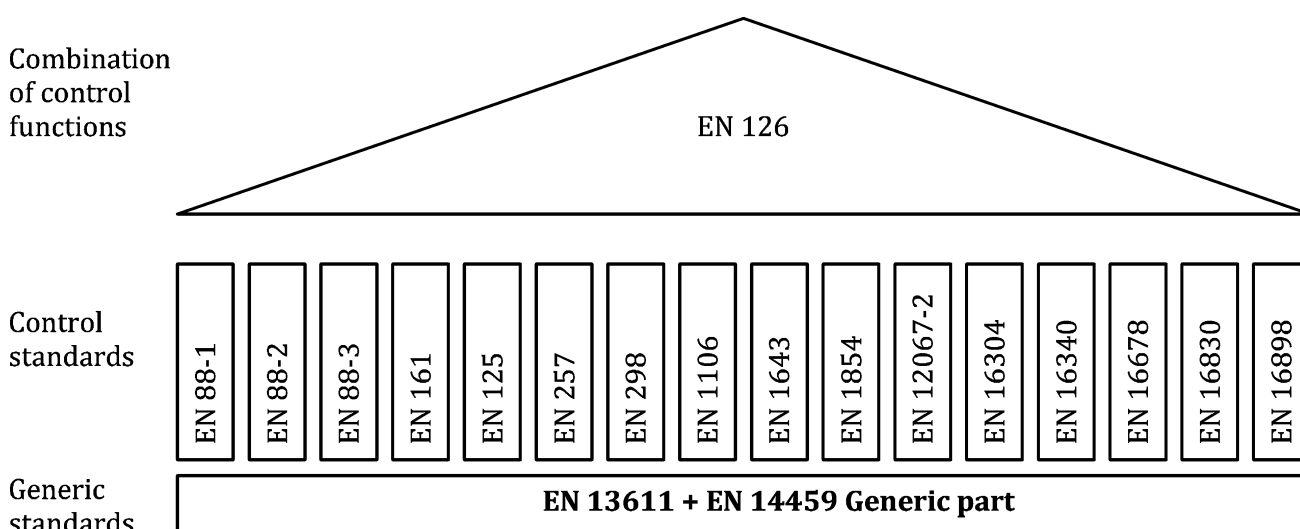 Combination
of control
functions
EN 126
Control
standards
EN 88-1
EN 88-2
EN 88-3
EN 161
EN 125
EN 257
EN 298
EN 1106
EN 1643
EN 1854
EN 12067-2
EN 16304
EN 16340
EN 16678
EN 16830
EN 16898
Generic
standards
EN 13611 + EN 14459 Generic part